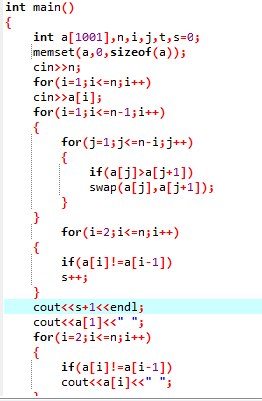 int main()
{
int a[1001],n,i,j,t,s=0;
memset(a,0,sizeof(a));
cin>>n;
for(i=1;i<=n;i++)
cin>>a[i];
for(i=1;i<=n-1;i++)
{
for(j=1;j<=n-i;j++)
{
if(a[j]>a[j+1])
swap(a[j],a[j+1]);
}
}
for(i=2;i<=n;i++)
{
if(a[i]!=a[i-1])
s++;
}
cout<<s+1<<endl;
cout<<a[1]<<" ";
for(i=2;i<=n;i++)
{
if(a[i]!=a[i-1])
cout<<a[i]<<" ";
}